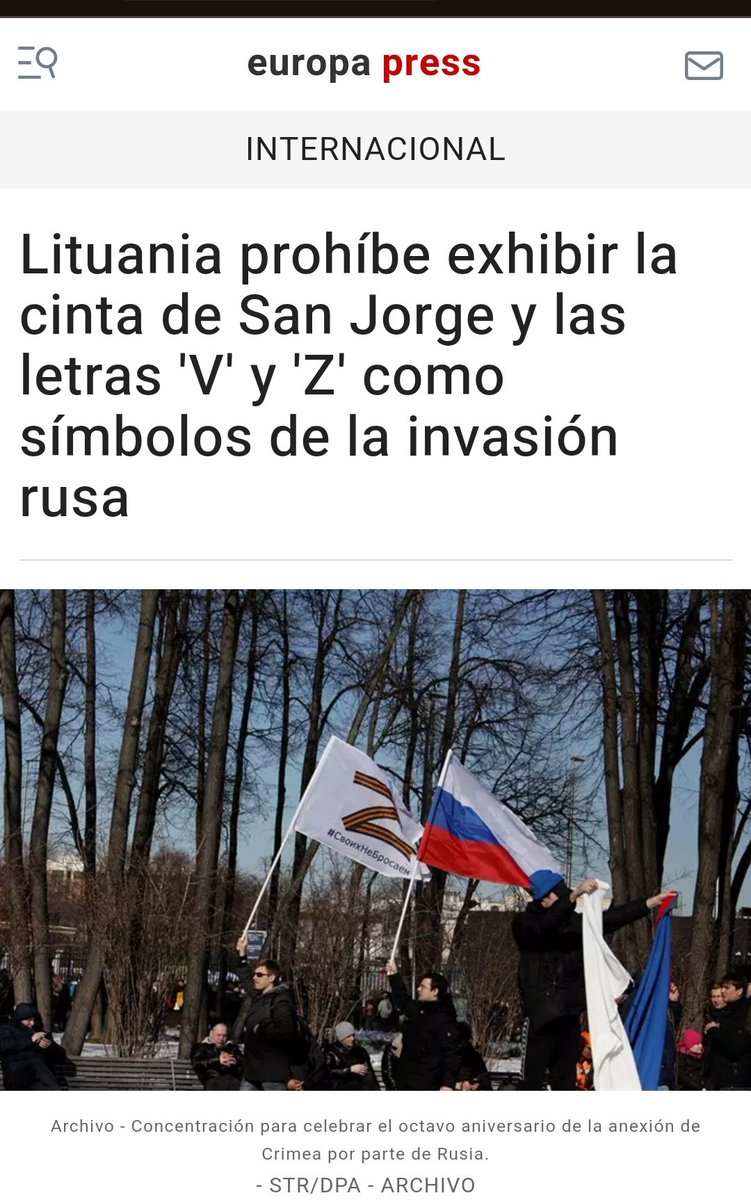 europa press
INTERNACIONAL
Lituania prohíbe exhibir la
cinta de San Jorge y las
letras 'V' y 'Z' como
símbolos de la invasión
rusa
Z
#СвоихНеБросаем
Archivo - Concentración para celebrar el octavo aniversario de la anexión de
Crimea por parte de Rusia.
- STR/DPA - ARCHIVO